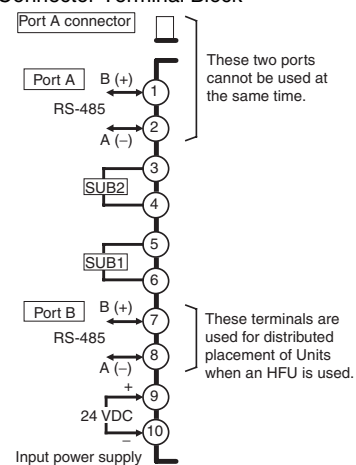 Connector Terminal Block
Port A connector
These two ports
cannot be used at
the same time.
Port A
B (+)
RS-485
A (−)
1
2
3
SUB2
4
5
SUB1
6
Port B
B (+)
RS-485
A (−)
7
8
These terminals are
used for distributed
placement of Units
when an HFU is used.
+
9
24 VDC
−
10
Input power supply